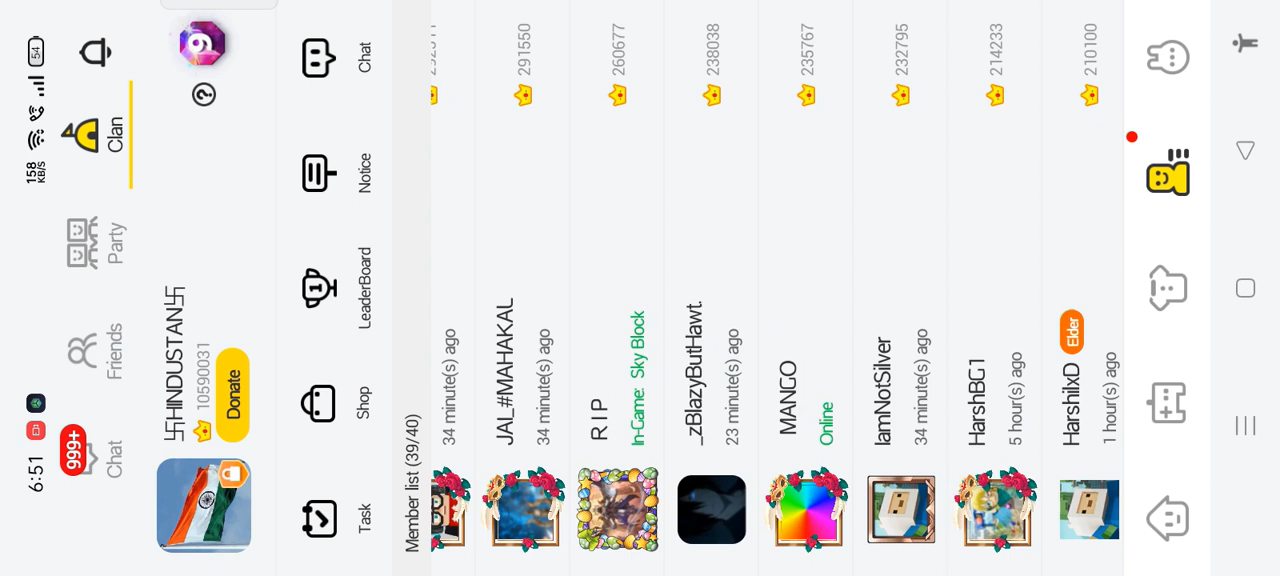 6:51
158 KB/S
54
999+
Chat
Friends
Party
Clan
卐HINDUSTAN卐
10590031
Donate
?
9
Task
Shop
LeaderBoard
Notice
Chat
Member list (39/40)
34 minute(s) ago
JAI_#MAHAKAL
34 minute(s) ago
291550
R I P
In-Game: Sky Block
260677
_zBlazyButHawt.
23 minute(s) ago
238038
MANGO
Online
235767
IamNotSilver
34 minute(s) ago
232795
HarshBG1
5 hour(s) ago
214233
HarshilxD Elder
1 hour(s) ago
210100